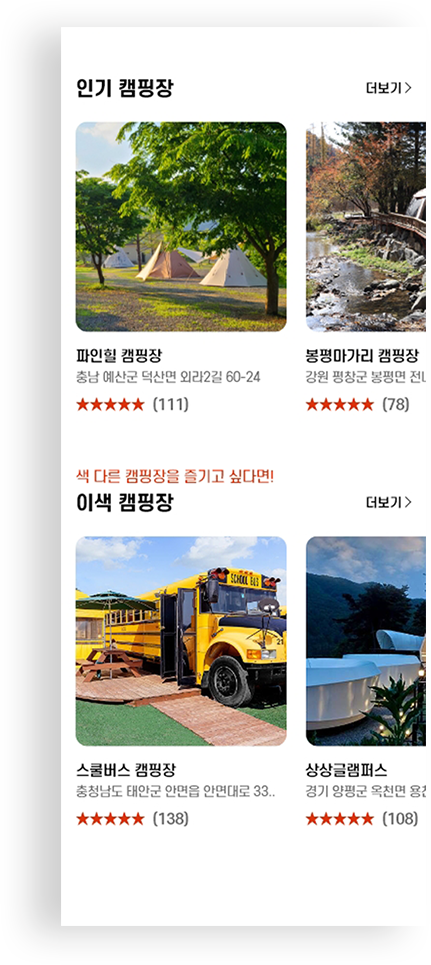 인기 캠핑장
더보기 >
파인힐 캠핑장
충남 예산군 덕산면 외라2길 60-24
★★★★★ (111)
봉평마가리 캠핑장
강원 평창군 봉평면
★★★★★ (78)
색 다른 캠핑장을 즐기고 싶다면!
이색 캠핑장
더보기 >
SCHOOL BUS
21
스쿨버스 캠핑장
충청남도 태안군 안면읍 안면대로 33..
★★★★★ (138)
상상글램퍼스
경기 양평군 옥천면
★★★★★ (108)